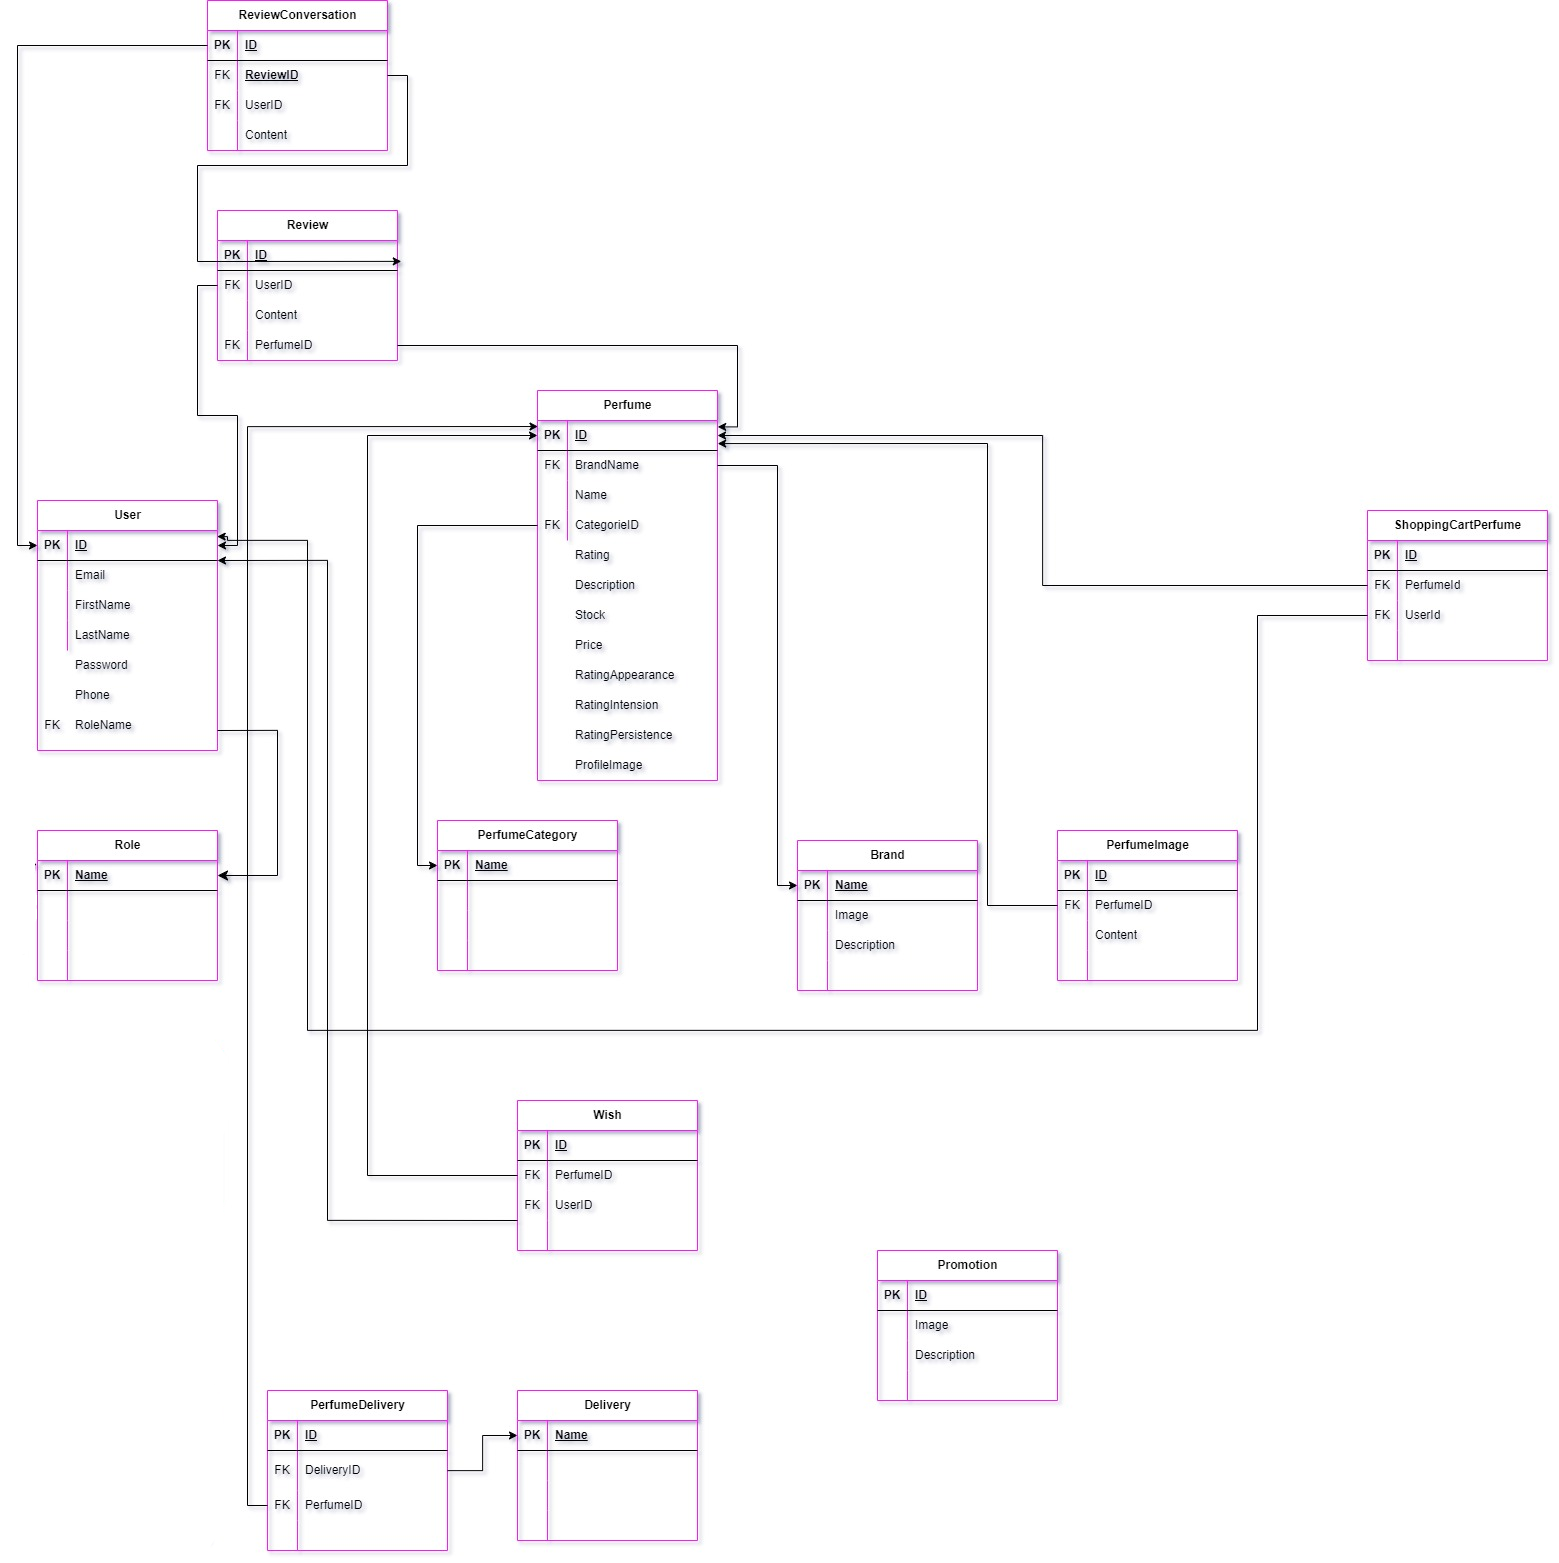 ReviewConversation
PK ID
FK ReviewID
FK UserID
Content
Review
PK ID
FK UserID
Content
FK PerfumeID
Perfume
PK ID
FK BrandName
Name
FK CategorieID
Rating
Description
Stock
Price
RatingAppearance
RatingIntension
RatingPersistence
ProfileImage
User
PK ID
Email
FirstName
LastName
Password
Phone
FK RoleName
ShoppingCartPerfume
PK ID
FK PerfumeId
FK UserId
Role
PK Name
PerfumeCategory
PK Name
Brand
PK Name
Image
Description
PerfumeImage
PK ID
FK PerfumeID
Content
Wish
PK ID
FK PerfumeID
FK UserID
Promotion
PK ID
Image
Description
PerfumeDelivery
PK ID
FK DeliveryID
FK PerfumeID
Delivery
PK Name